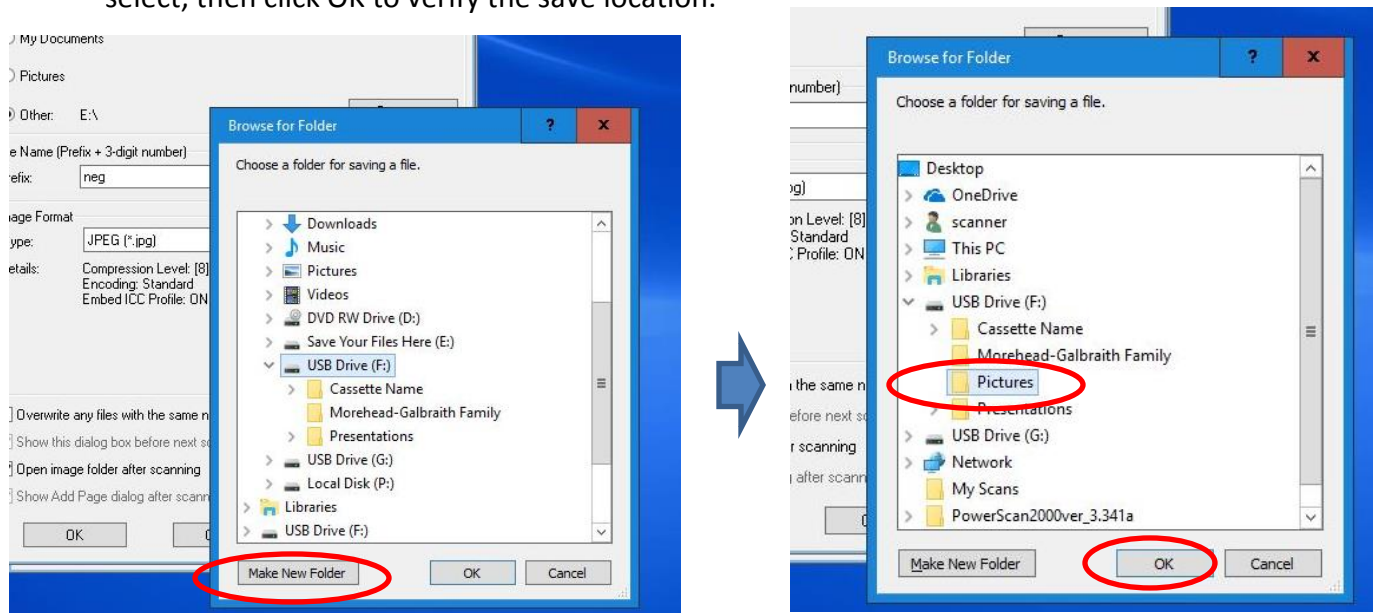 select, then click OK to verify the save location.
My Documents
Pictures
Other: E:\
e Name (Prefix + 3-digit number)
refix: neg
nage Format
ype: JPEG (*.jpg)
etails: Compression Level: [8]
Encoding: Standard
Embed ICC Profile: ON
Overwrite any files with the same n
Show this dialog box before next sc
Open image folder after scanning
Show Add Page dialog after scann
OK
Browse for Folder ? X
Choose a folder for saving a file.
Downloads
Music
Pictures
Videos
DVD RW Drive (D:)
Save Your Files Here (E:)
USB Drive (F:)
Cassette Name
Morehead-Galbraith Family
Presentations
USB Drive (G:)
Local Disk (P:)
Libraries
USB Drive (F:)
Make New Folder OK Cancel
number)
pg)
on Level: [8]
Standard
C Profile: ON
the same n
efore next sc
r scanning
after scann
Browse for Folder ? X
Choose a folder for saving a file.
Desktop
OneDrive
scanner
This PC
Libraries
USB Drive (F:)
Cassette Name
Morehead-Galbraith Family
Pictures
Presentations
USB Drive (G:)
Network
My Scans
PowerScan2000ver_3.341a
Make New Folder OK Cancel